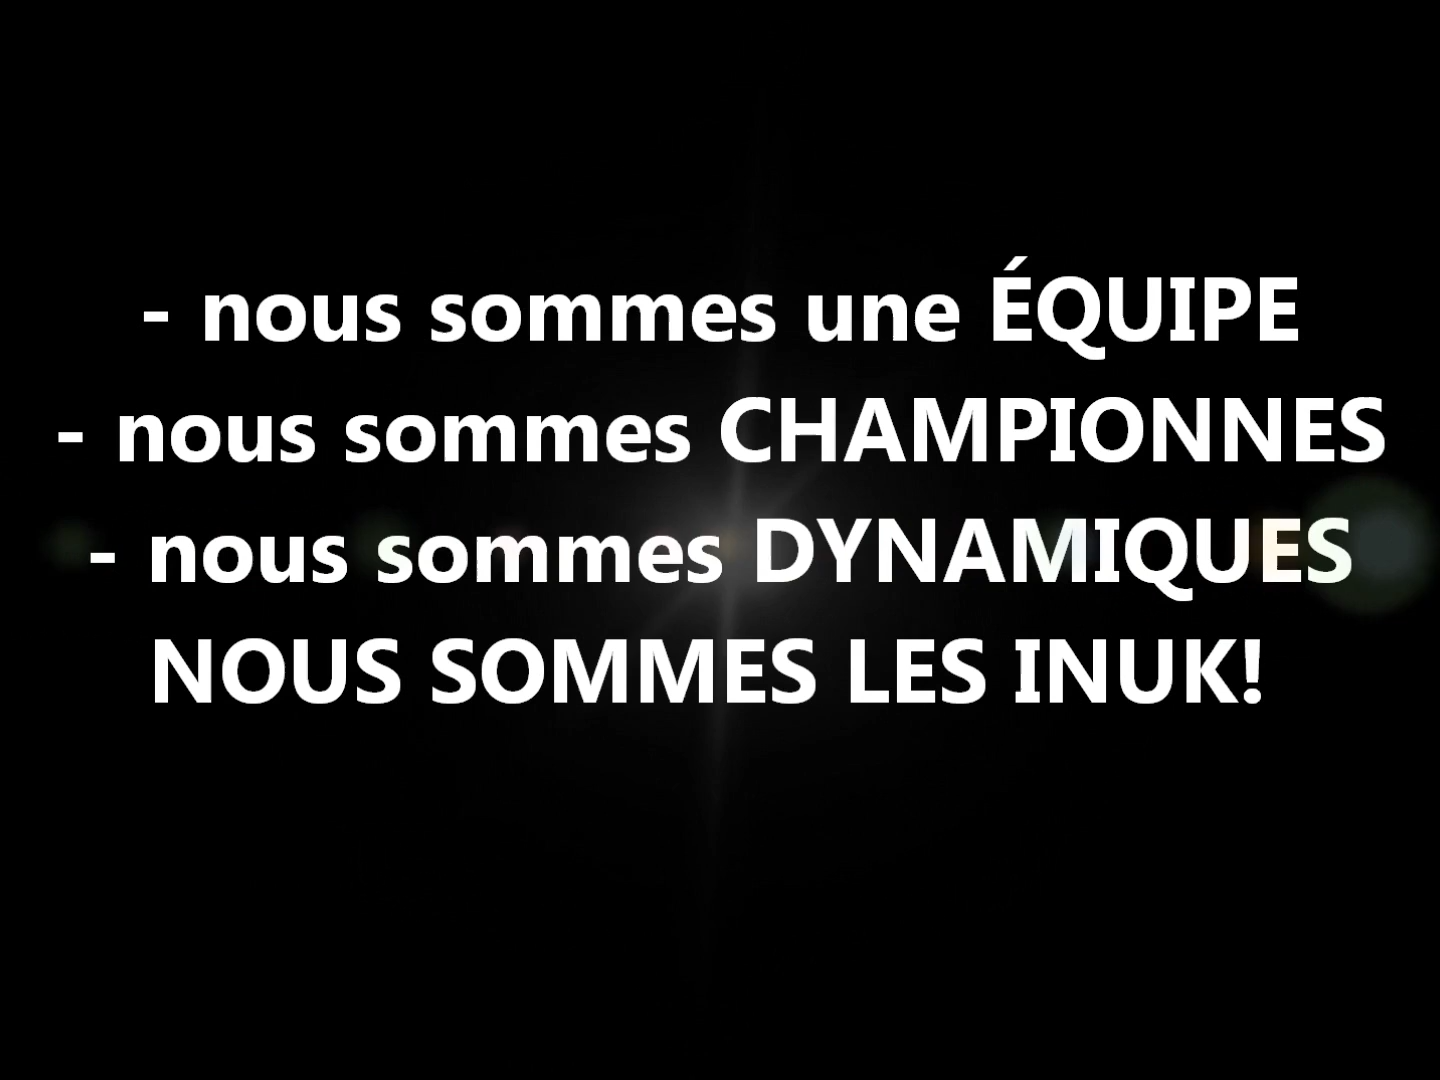 - nous sommes une ÉQUIPE
- nous sommes CHAMPIONNES
- nous sommes DYNAMIQUES
NOUS SOMMES LES INUK!